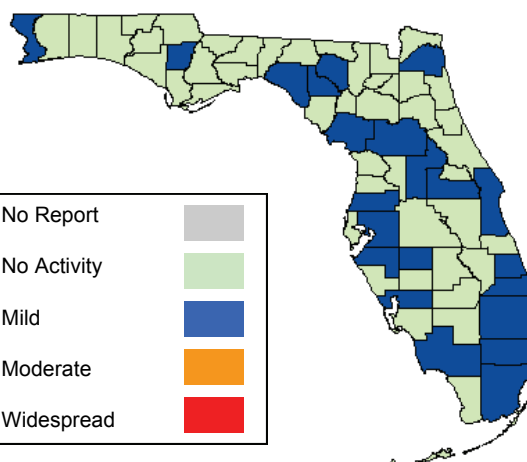 No Report
No Activity
Mild
Moderate
Widespread